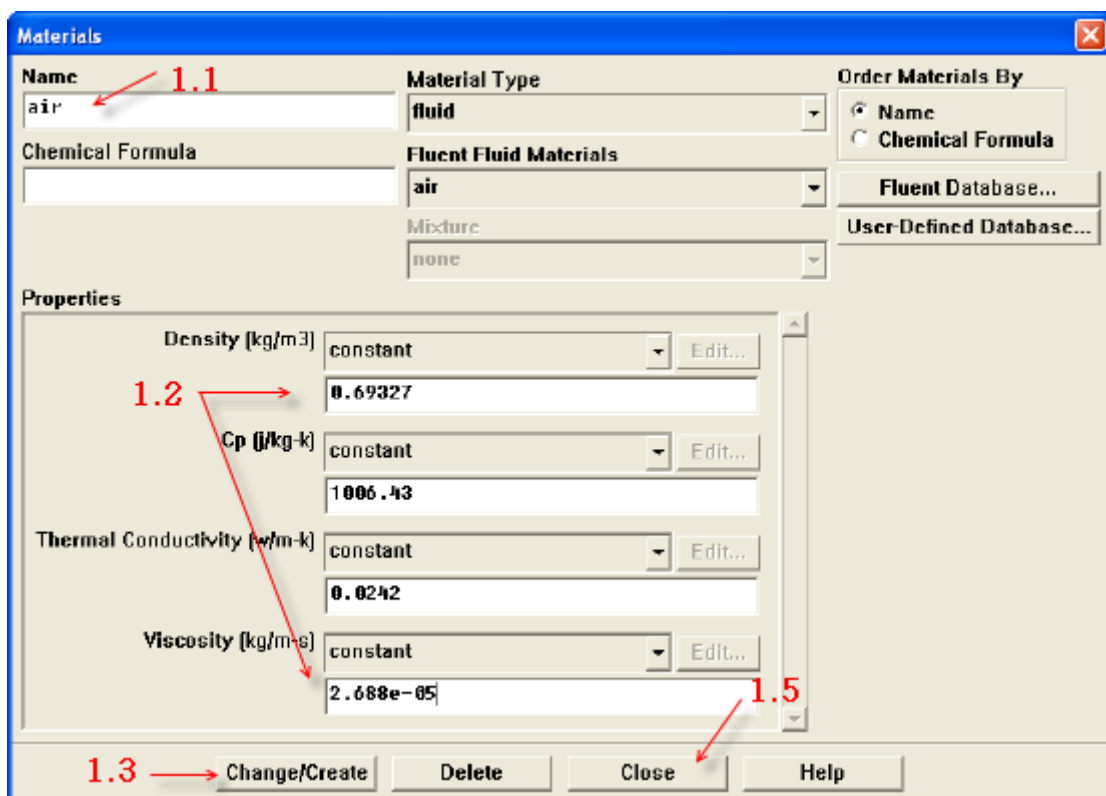 Materials
Name
1.1
air
Chemical Formula
Material Type
fluid
Fluent Fluid Materials
air
Mixture
none
Order Materials By
Name
Chemical Formula
Fluent Database...
User-Defined Database...
Properties
Density (kg/m3)
constant
Edit...
1.2
0.69327
Cp (j/kg-k)
constant
Edit...
1006.43
Thermal Conductivity (w/m-k)
constant
Edit...
0.0242
Viscosity (kg/m-s)
constant
Edit...
2.688e-05
1.5
1.3
Change/Create
Delete
Close
Help